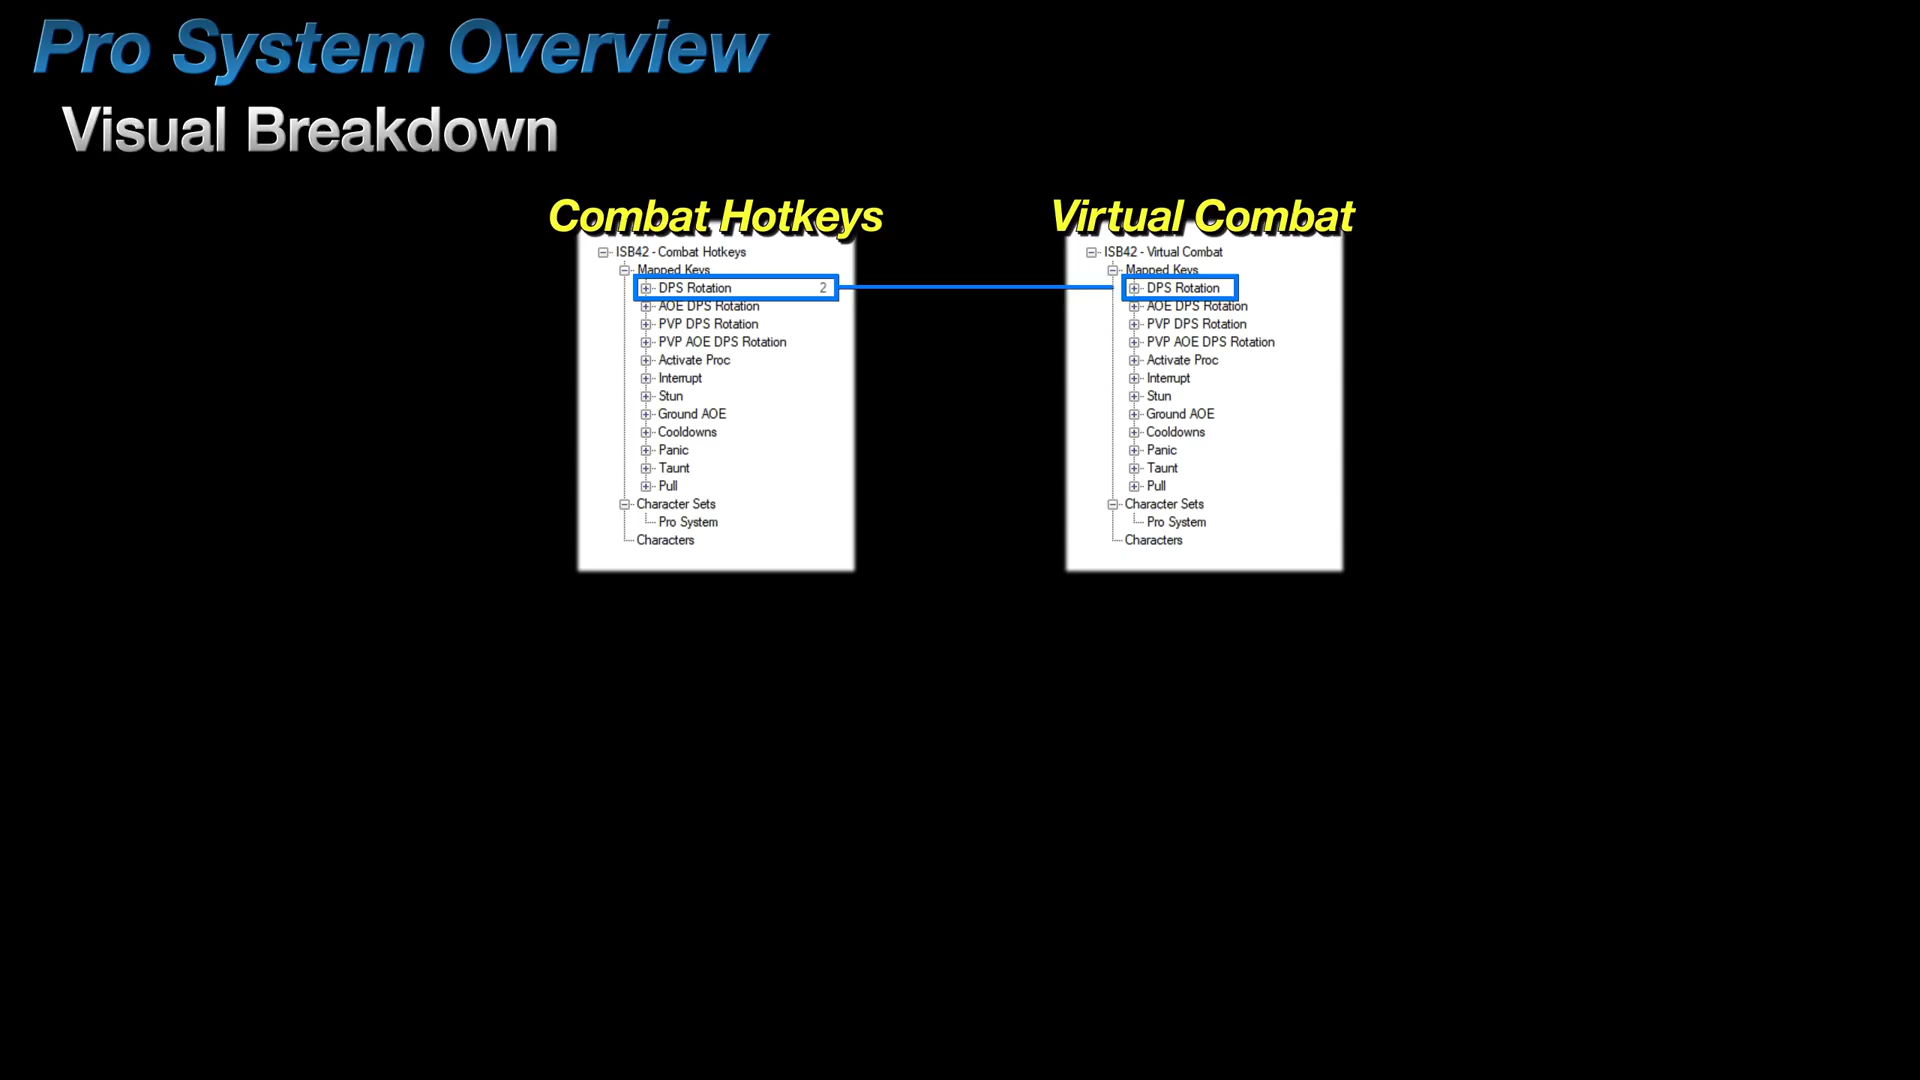 Pro System Overview
Visual Breakdown
Combat Hotkeys
ISB42 - Combat Hotkeys
Mapped Keys
DPS Rotation 2
AOE DPS Rotation
PVP DPS Rotation
PVP AOE DPS Rotation
Activate Proc
Interrupt
Stun
Ground AOE
Cooldowns
Panic
Taunt
Pull
Character Sets
Pro System
Characters
Virtual Combat
ISB42 - Virtual Combat
Mapped Keys
DPS Rotation
AOE DPS Rotation
PVP DPS Rotation
PVP AOE DPS Rotation
Activate Proc
Interrupt
Stun
Ground AOE
Cooldowns
Panic
Taunt
Pull
Character Sets
Pro System
Characters